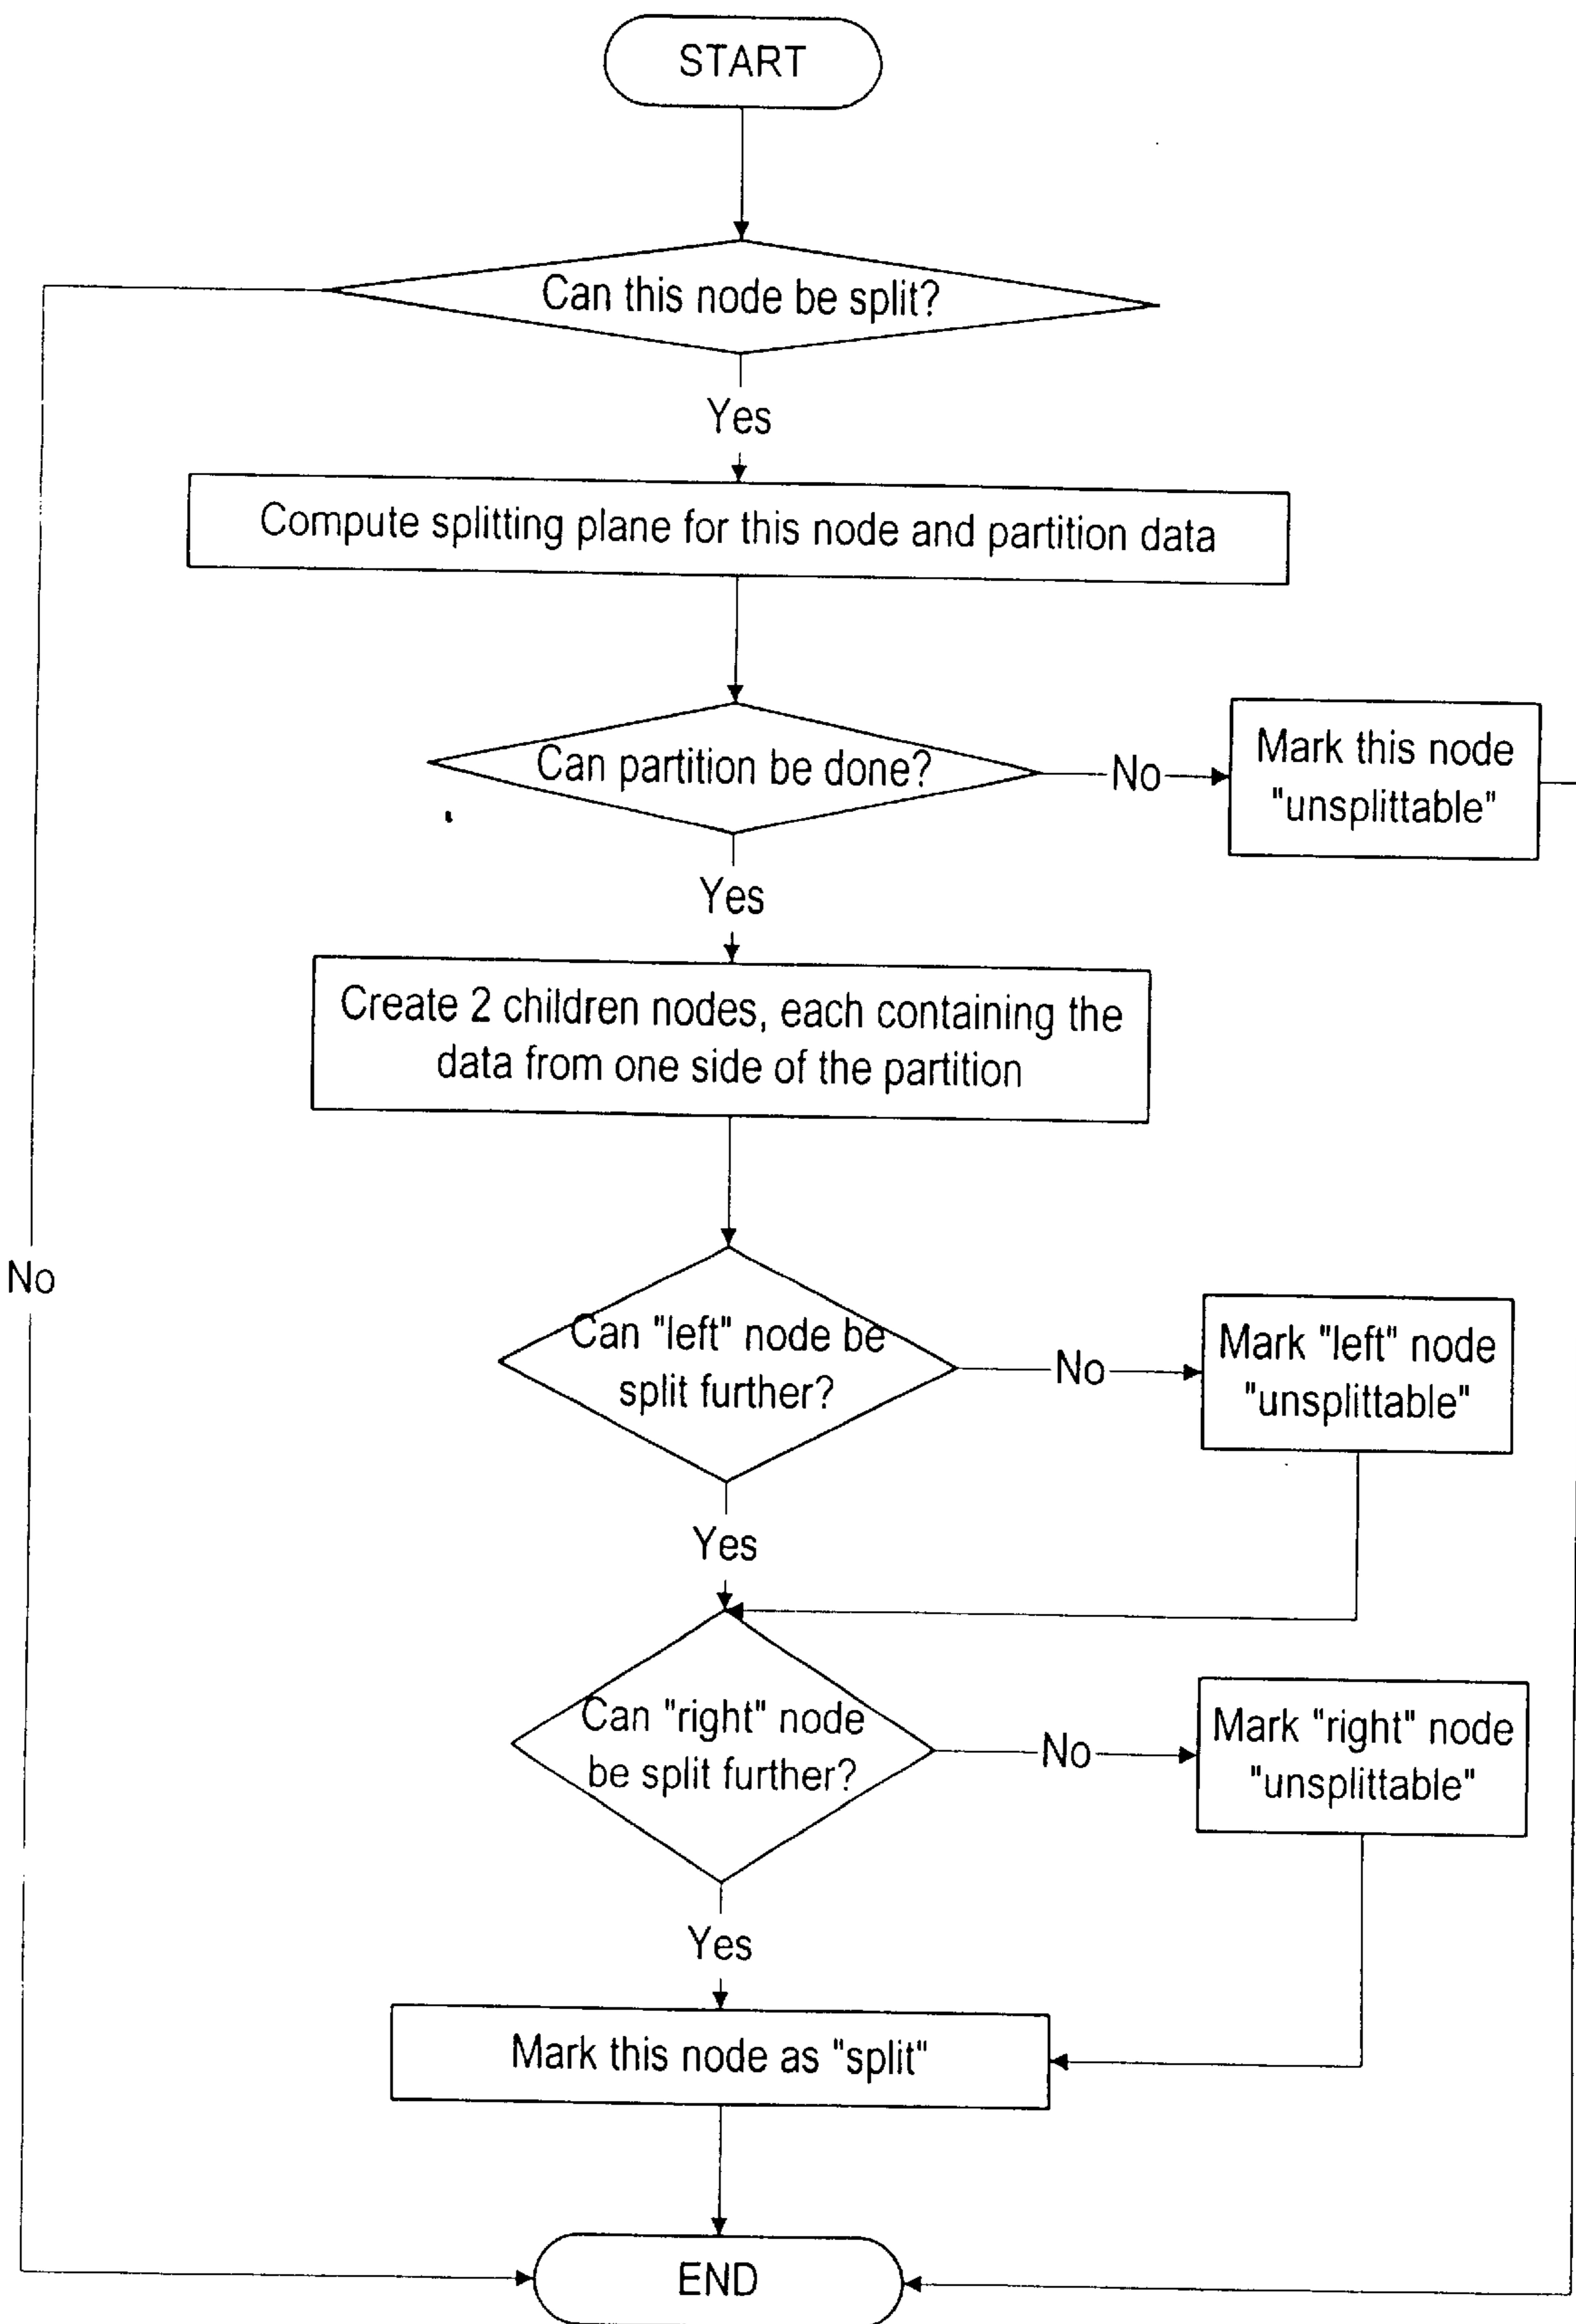 START
Can this node be split?
Yes
Compute splitting plane for this node and partition data
Can partition be done?
No
Mark this node
"unsplittable"
Yes
Create 2 children nodes, each containing the
data from one side of the partition
No
Can "left" node be
split further?
No
Mark "left" node
"unsplittable"
Yes
Can "right" node
be split further?
No
Mark "right" node
"unsplittable"
Yes
Mark this node as "split"
END